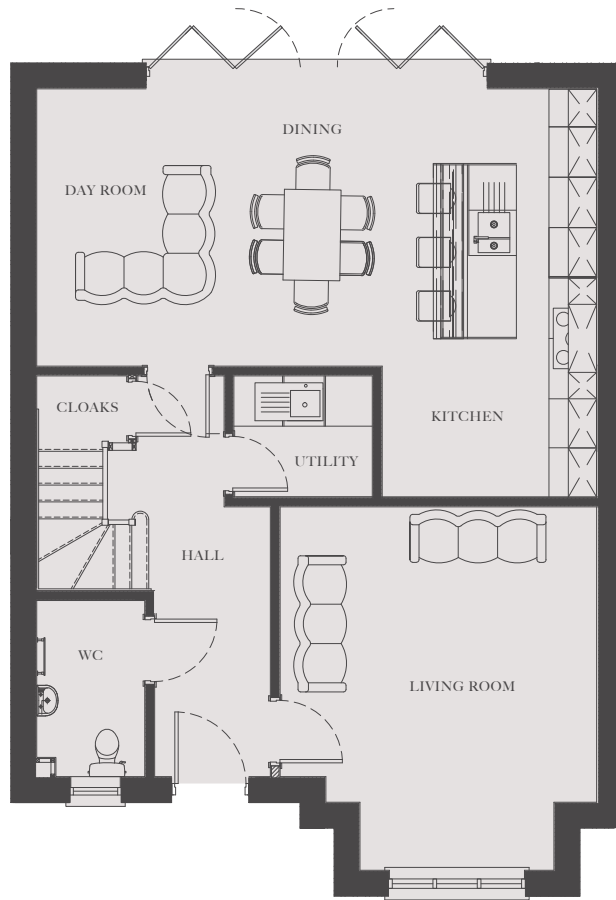 DINING
DAY ROOM
CLOAKS
KITCHEN
UTILITY
HALL
WC
LIVING ROOM